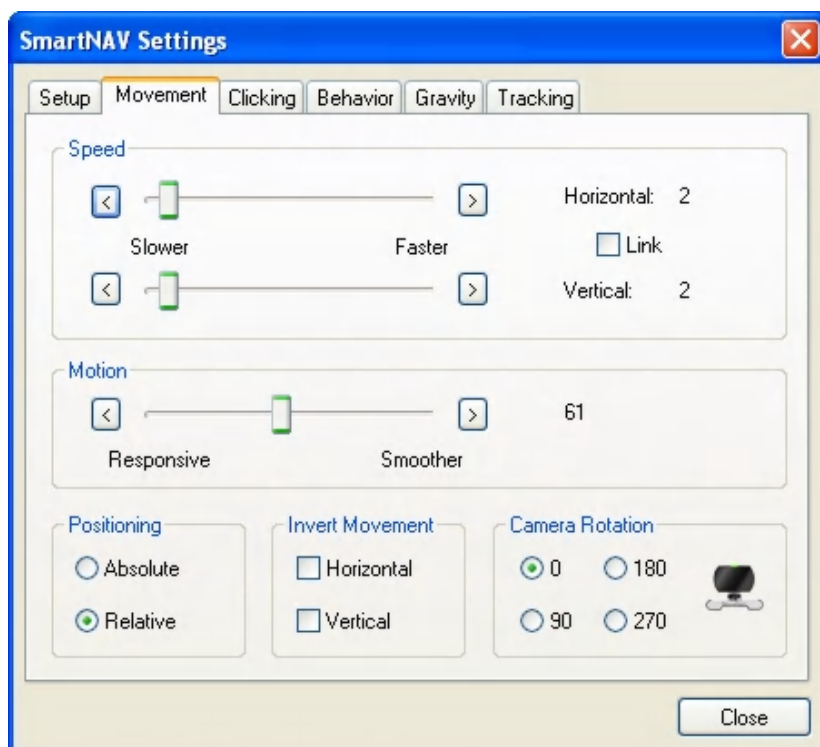 SmartNAV Settings
Setup Movement Clicking Behavior Gravity Tracking
Speed
< > Horizontal: 2
Slower Faster Link
< > Vertical: 2
Motion
< > 61
Responsive Smoother
Positioning Invert Movement Camera Rotation
Absolute Horizontal 0 180
Relative Vertical 90 270
Close